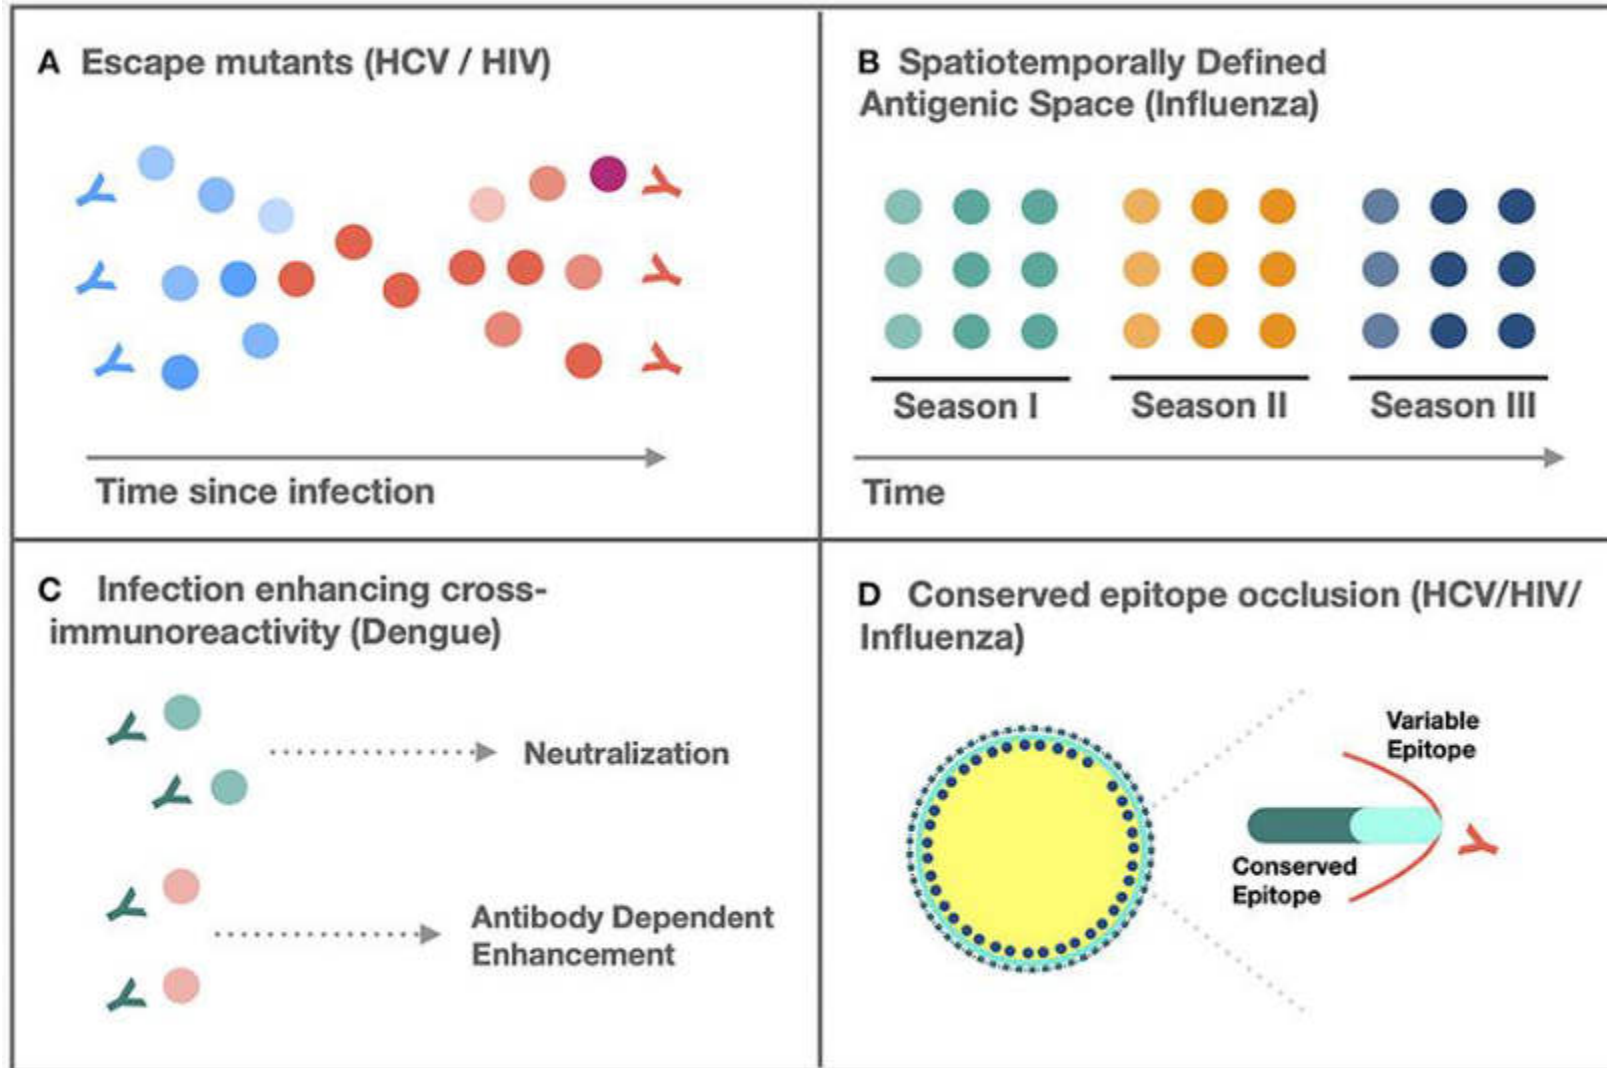 A Escape mutants (HCV / HIV)
Time since infection
B Spatiotemporally Defined
Antigenic Space (Influenza)
Season I
Season II
Season III
Time
C Infection enhancing cross-
immunoreactivity (Dengue)
Neutralization
Antibody Dependent
Enhancement
D Conserved epitope occlusion (HCV/HIV/
Influenza)
Variable
Epitope
Conserved
Epitope